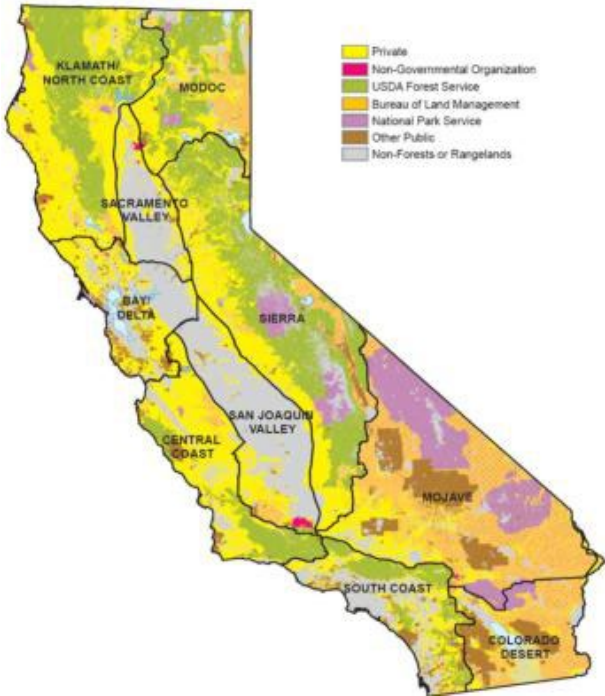 KLAMATH/
NORTH COAST
MODOC
Private
Non-Governmental Organization
USDA Forest Service
Bureau of Land Management
National Park Service
Other Public
Non-Forests or Rangelands
SACRAMENTO
VALLEY
BAY/
DELTA
SIERRA
SAN JOAQUIN
VALLEY
CENTRAL
COAST
MOJAVE
SOUTH COAST
COLORADO
DESERT